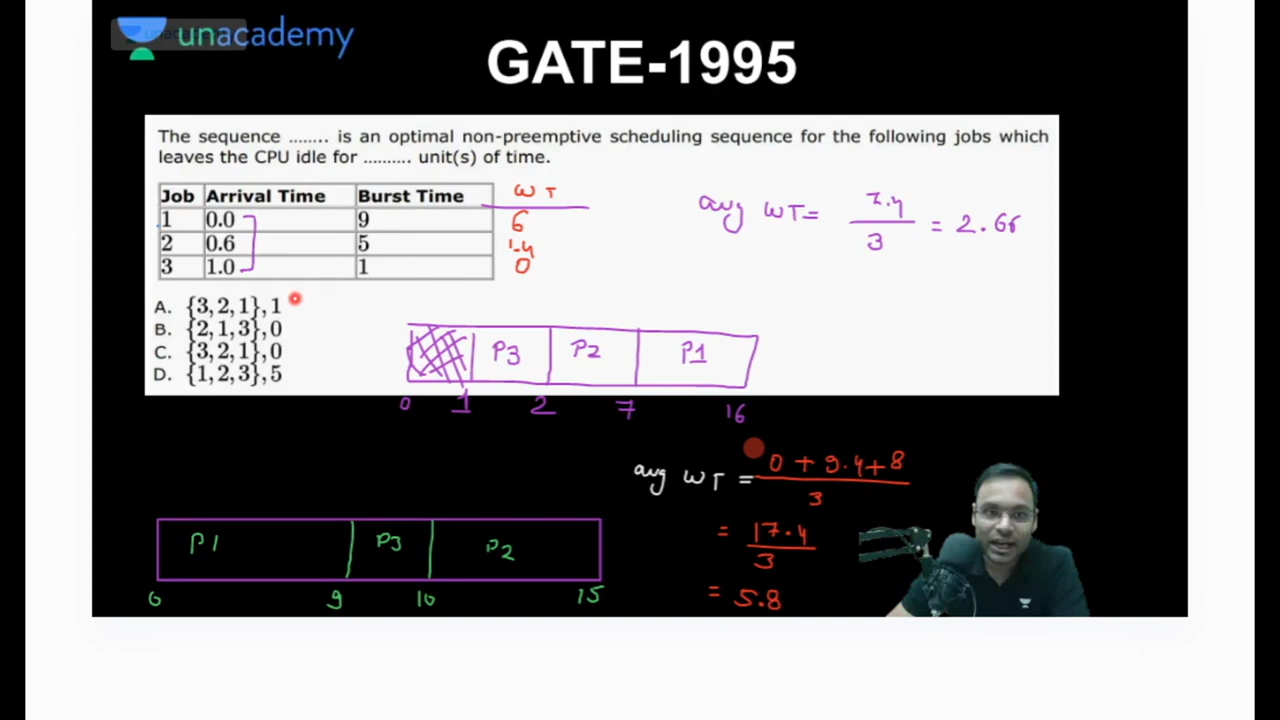 unacademy
GATE-1995
The sequence ........ is an optimal non-preemptive scheduling sequence for the following jobs which
leaves the CPU idle for .......... unit(s) of time.
Job Arrival Time Burst Time WT
1 0.0 9 6
2 0.6 5 1.4
3 1.0 1 0
avg WT = 7.4 / 3 = 2.66
A. {3, 2, 1}, 1
B. {2, 1, 3}, 0
C. {3, 2, 1}, 0
D. {1, 2, 3}, 5
P3 P2 P1
0 1 2 7 16
avg WT = 0 + 9.4 + 8 / 3
= 17.4 / 3
= 5.8
P1 P3 P2
0 9 10 15